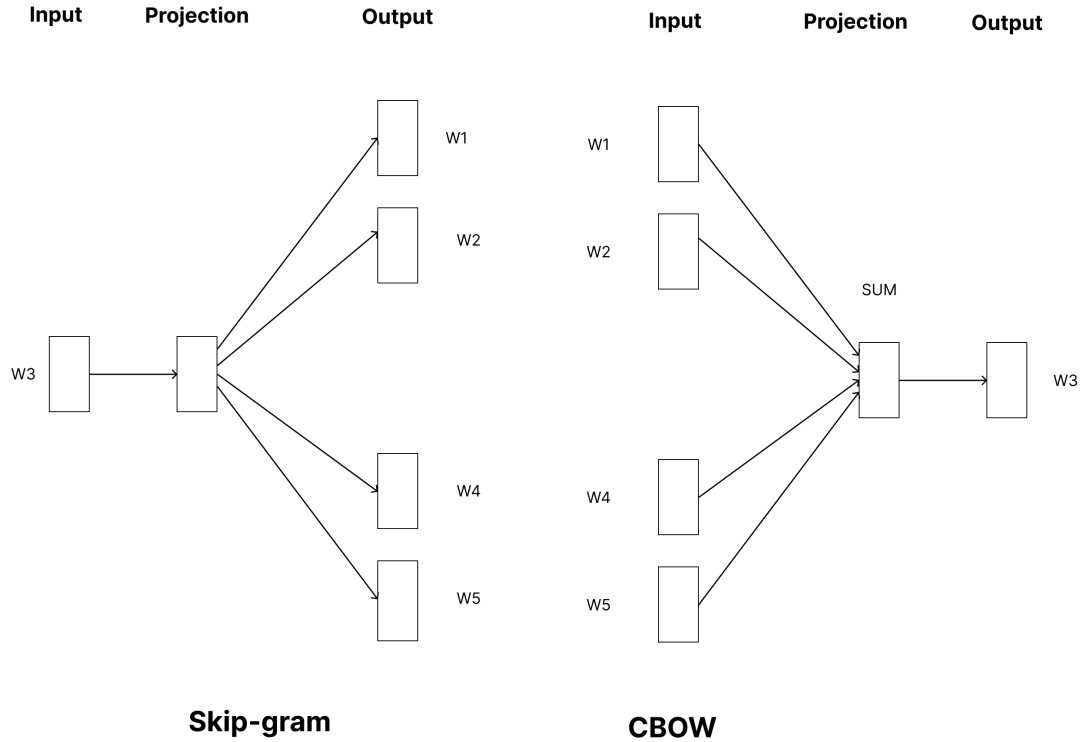 Input
Projection
Output
W1
W2
W3
W4
W5
Skip-gram
Input
Projection
Output
W1
W2
SUM
W3
W4
W5
CBOW